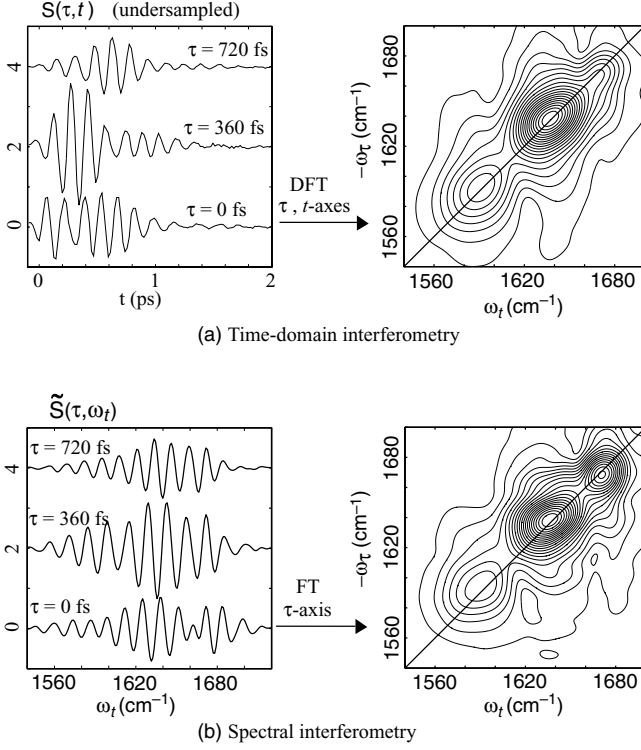 S(τ,t) (undersampled)
τ = 720 fs
τ = 360 fs
τ = 0 fs
4
2
0
0
1
2
t (ps)
DFT
τ , t-axes
−ωτ (cm⁻¹)
1680
1620
1560
1560
1620
1680
ωₜ (cm⁻¹)
(a) Time-domain interferometry
S̃(τ,ωₜ)
τ = 720 fs
τ = 360 fs
τ = 0 fs
4
2
0
1560
1620
1680
ωₜ (cm⁻¹)
FT
τ-axis
−ωτ (cm⁻¹)
1680
1620
1560
1560
1620
1680
ωₜ (cm⁻¹)
(b) Spectral interferometry